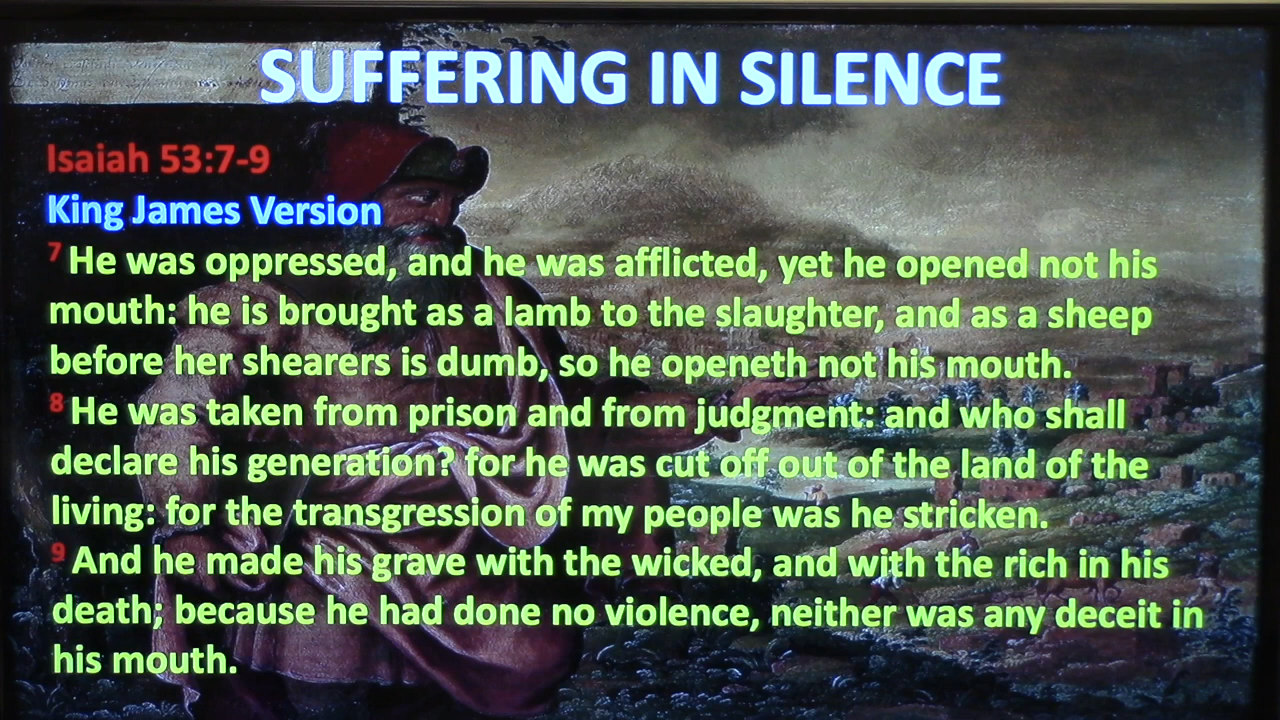 SUFFERING IN SILENCE
Isaiah 53:7-9
King James Version
7 He was oppressed, and he was afflicted, yet he opened not his
mouth: he is brought as a lamb to the slaughter, and as a sheep
before her shearers is dumb, so he openeth not his mouth.
8 He was taken from prison and from judgment: and who shall
declare his generation? for he was cut off out of the land of the
living: for the transgression of my people was he stricken.
9 And he made his grave with the wicked, and with the rich in his
death; because he had done no violence, neither was any deceit in
his mouth.